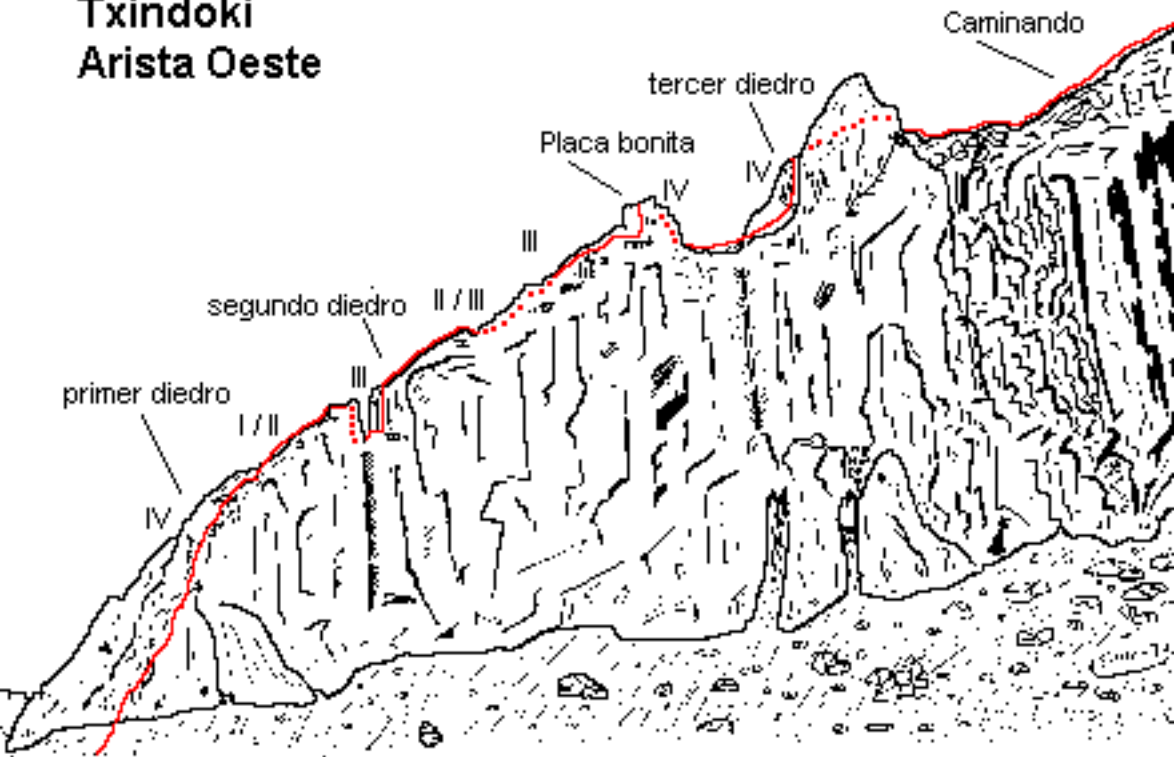 Txindoki
Arista Oeste
Caminando
tercer diedro
Placa bonita
IV
IV
III
segundo diedro
II / III
III
primer diedro
I / II
IV